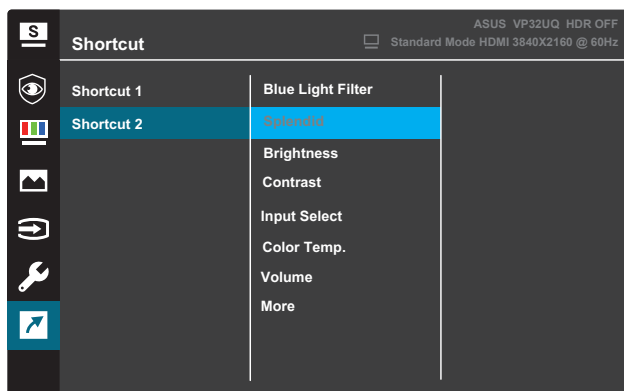 S
ASUS VP32UQ HDR OFF
Shortcut
Standard Mode HDMI 3840X2160 @ 60Hz
Shortcut 1
Shortcut 2
Blue Light Filter
Splendid
Brightness
Contrast
Input Select
Color Temp.
Volume
More